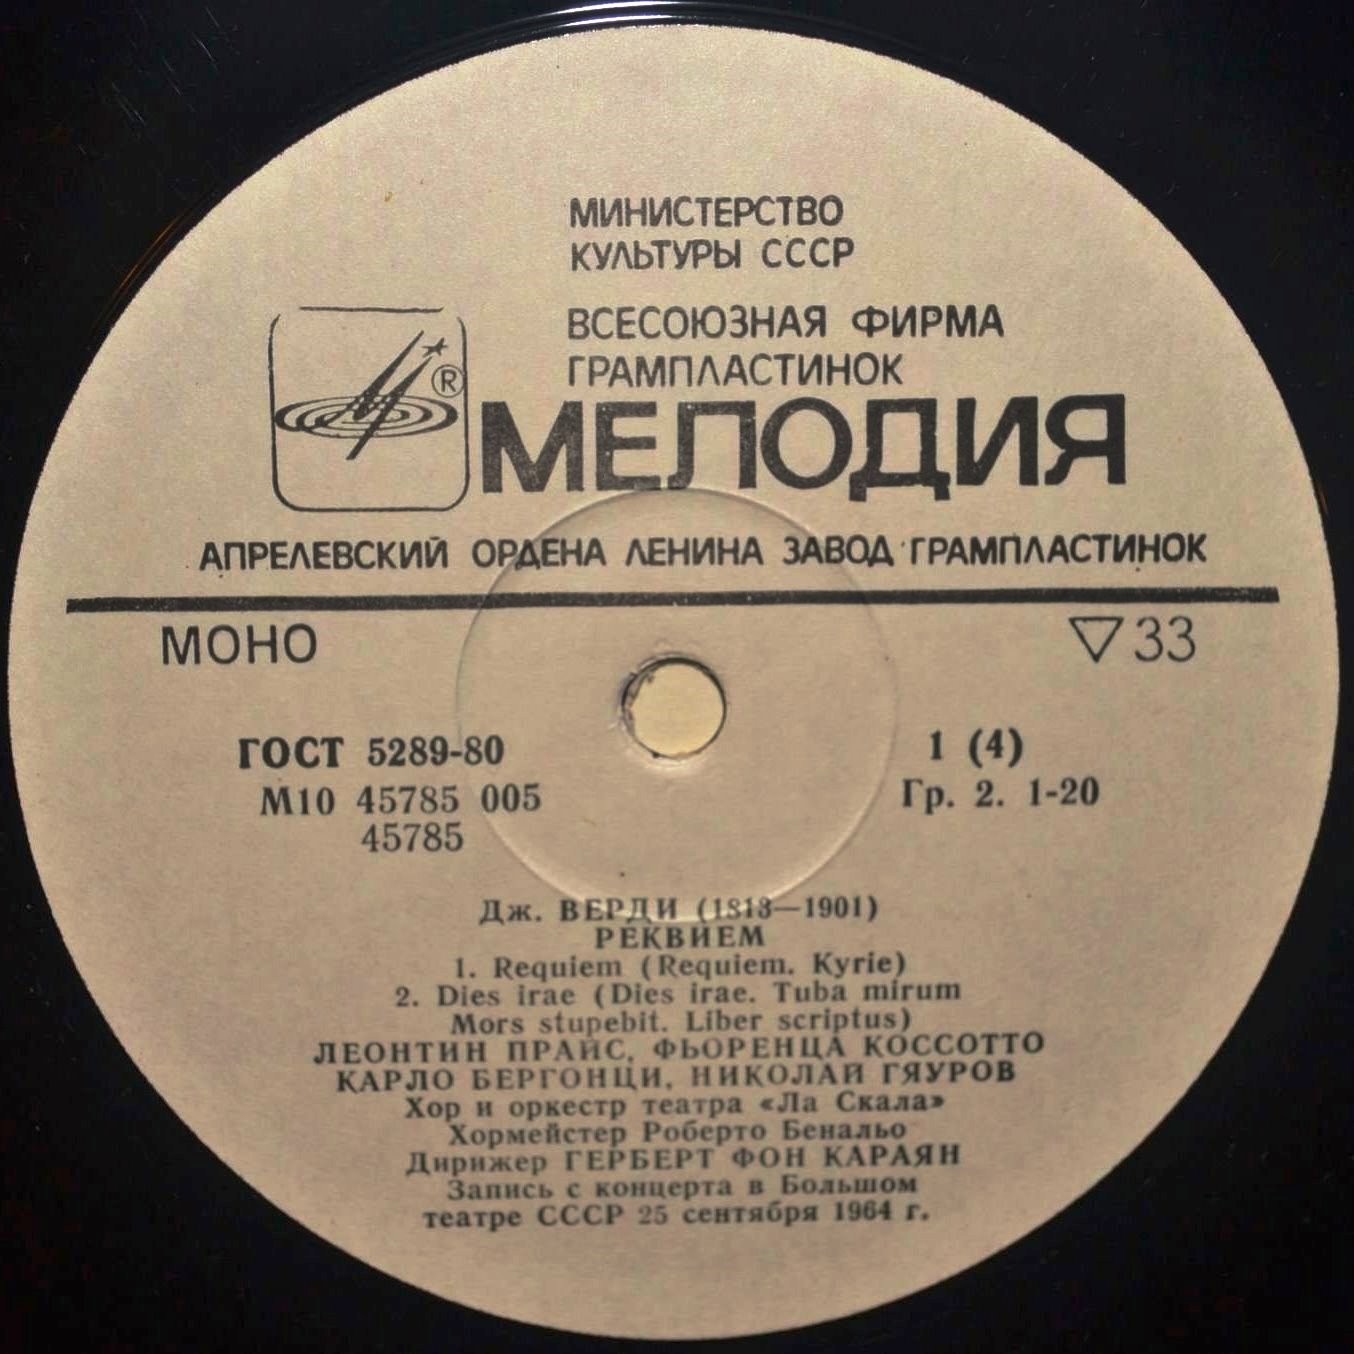 МИНИСТЕРСТВО
КУЛЬТУРЫ СССР
ВСЕСОЮЗНАЯ ФИРМА
ГРАМПЛАСТИНОК
®
МЕЛОДИЯ
АПРЕЛЕВСКИЙ ОРДЕНА ЛЕНИНА ЗАВОД ГРАМПЛАСТИНОК
МОНО
▽ 33
ГОСТ 5289-80
1 (4)
М10 45785 005
Гр. 2. 1-20
45785
Дж. ВЕРДИ (1813—1901)
РЕКВИЕМ
1. Requiem (Requiem. Kyrie)
2. Dies irae (Dies irae. Tuba mirum
Mors stupebit. Liber scriptus)
ЛЕОНТИН ПРАЙС, ФЬОРЕНЦА КОССОТТО
КАРЛО БЕРГОНЦИ, НИКОЛАЙ ГЯУРОВ
Хор и оркестр театра «Ла Скала»
Хормейстер Роберто Бенальо
Дирижер ГЕРБЕРТ ФОН КАРАЯН
Запись с концерта в Большом
театре СССР 25 сентября 1964 г.